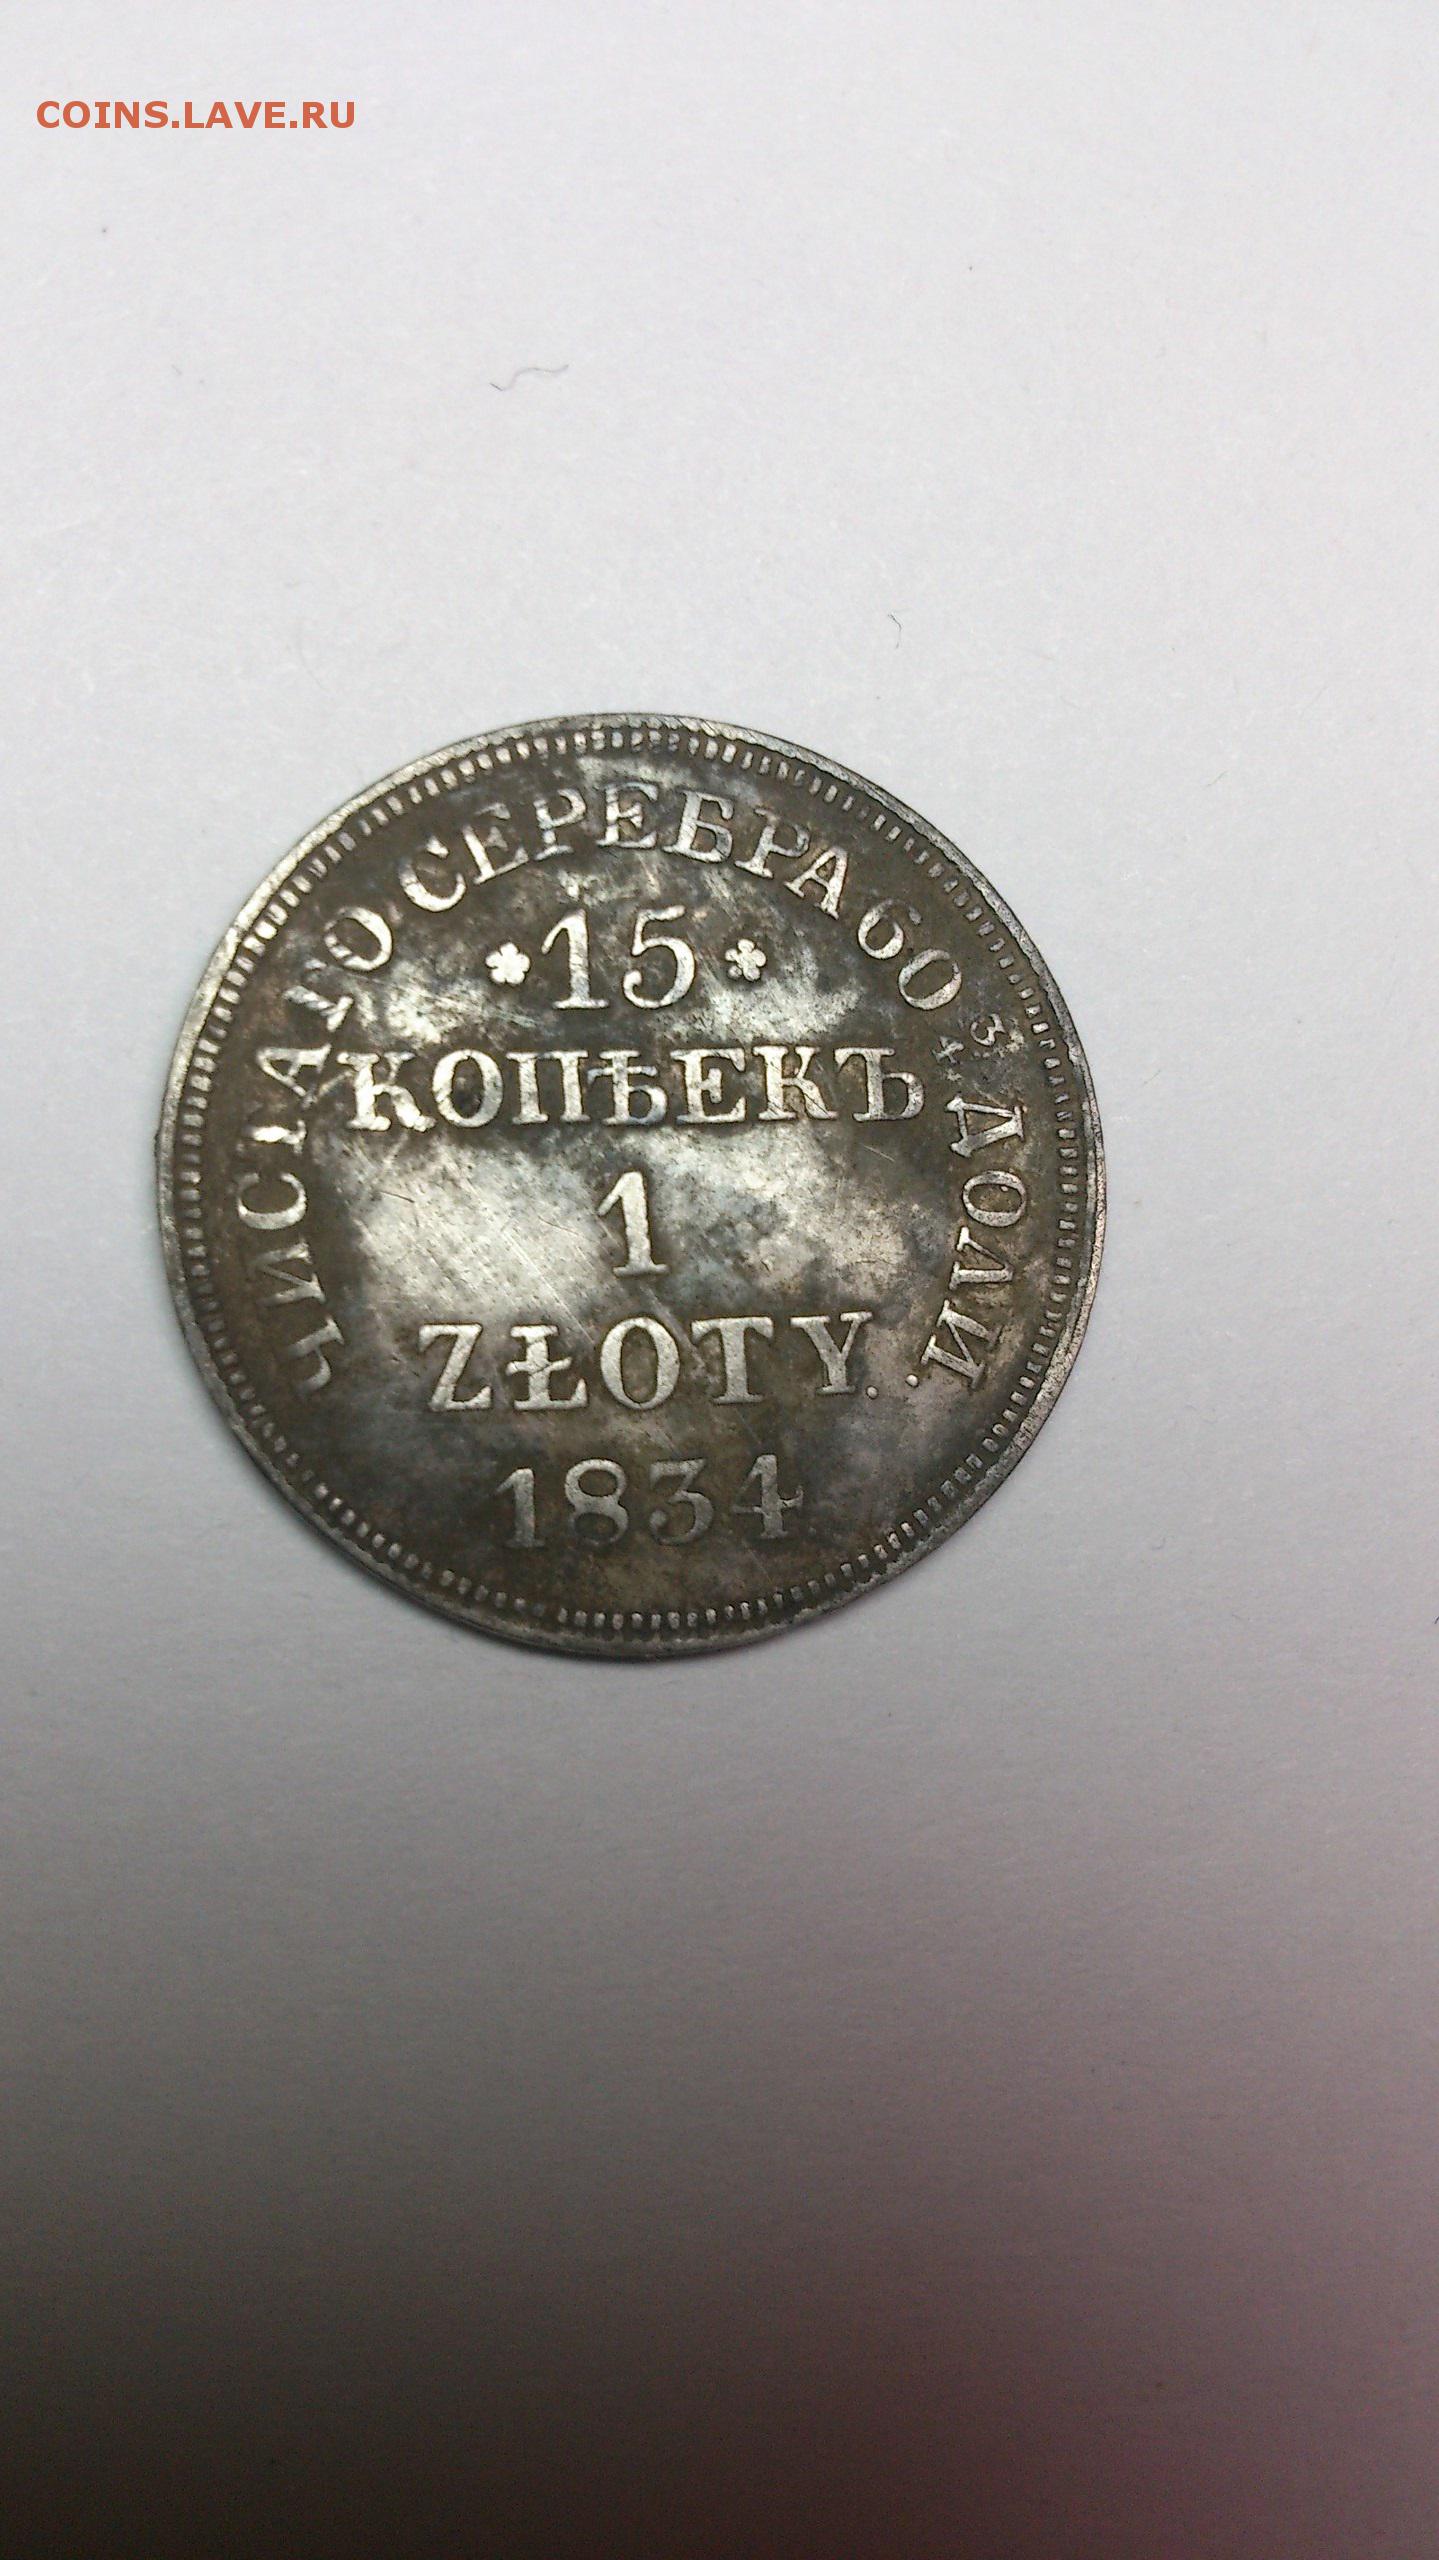 COINS.LAVE.RU
ЧИСТАГО СЕРЕБРА 60 3/4 ДОЛИ.
15
КОПѢЕКЪ
1
ZŁOTY.
1834